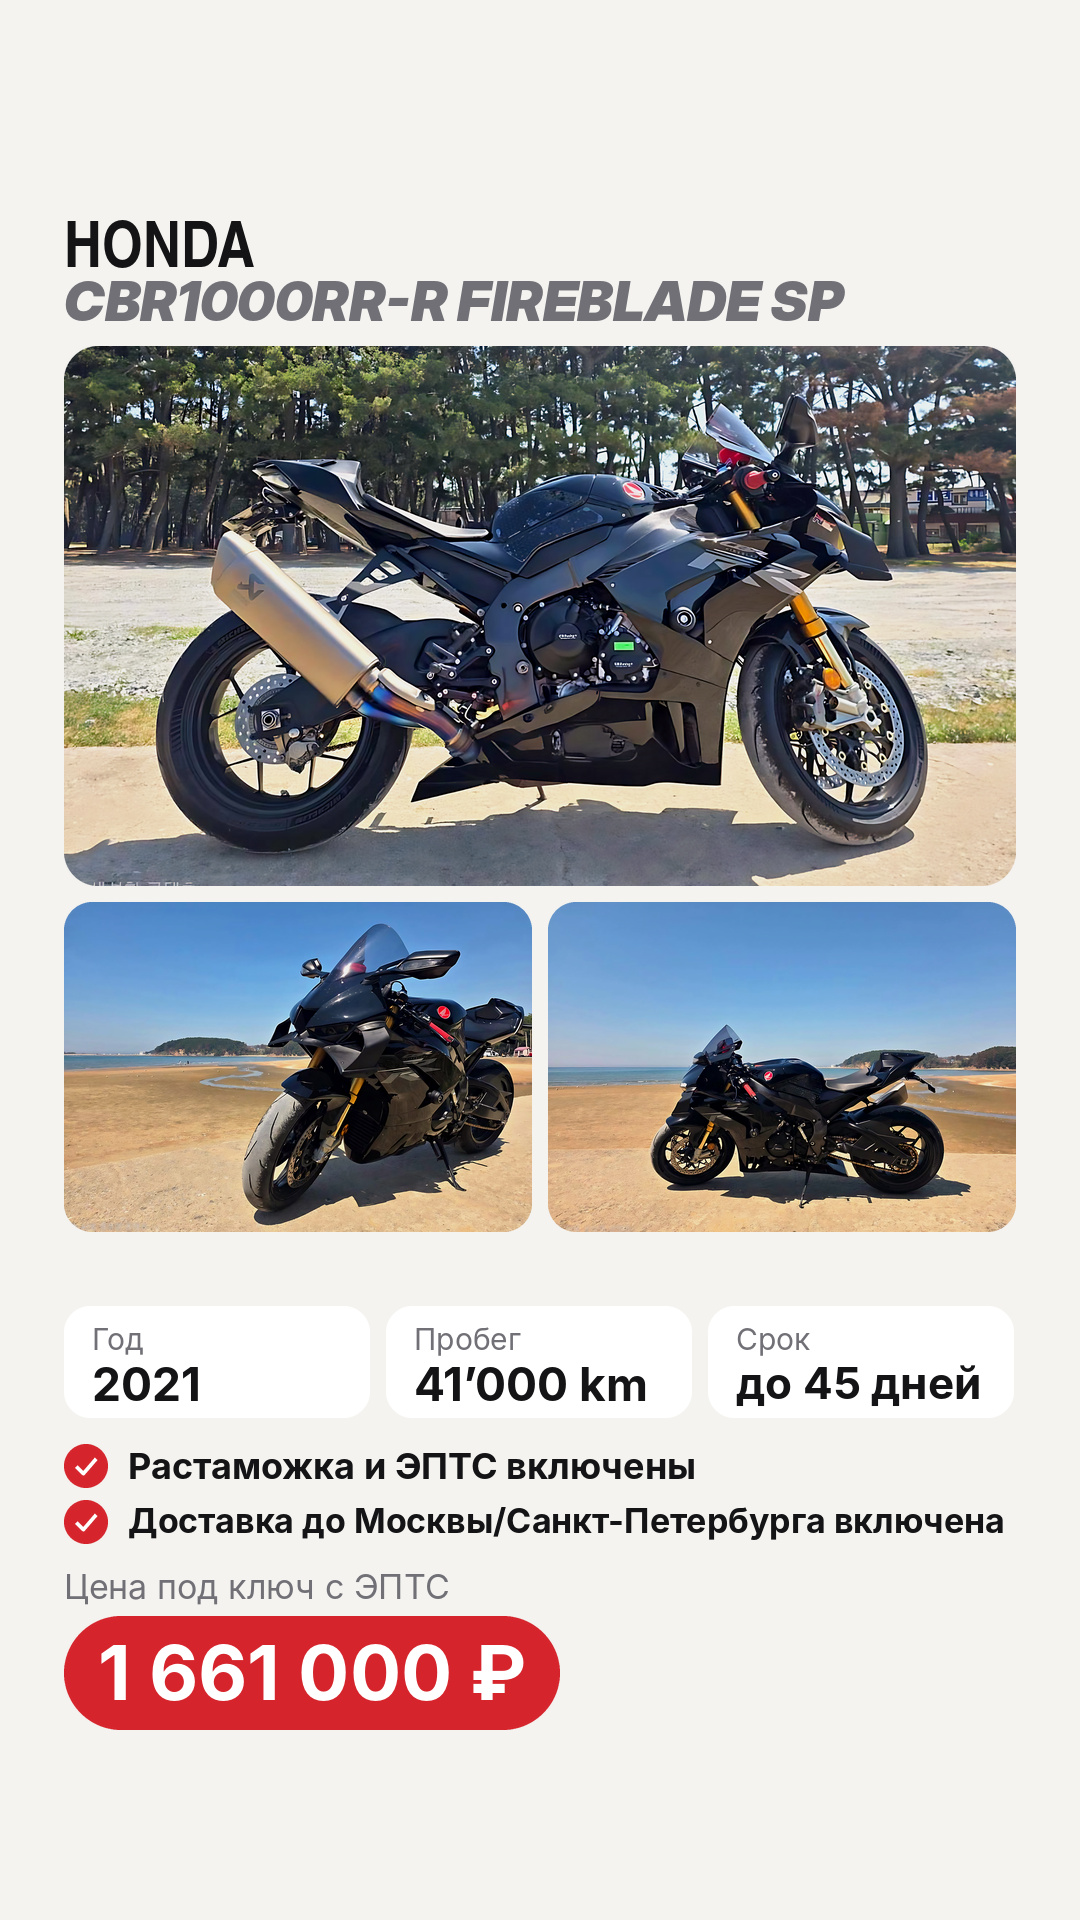 HONDA
CBR1000RR-R FIREBLADE SP
Год
2021
Пробег
41’000 km
Срок
до 45 дней
Растаможка и ЭПТС включены
Доставка до Москвы/Санкт-Петербурга включена
Цена под ключ с ЭПТС
1 661 000 ₽